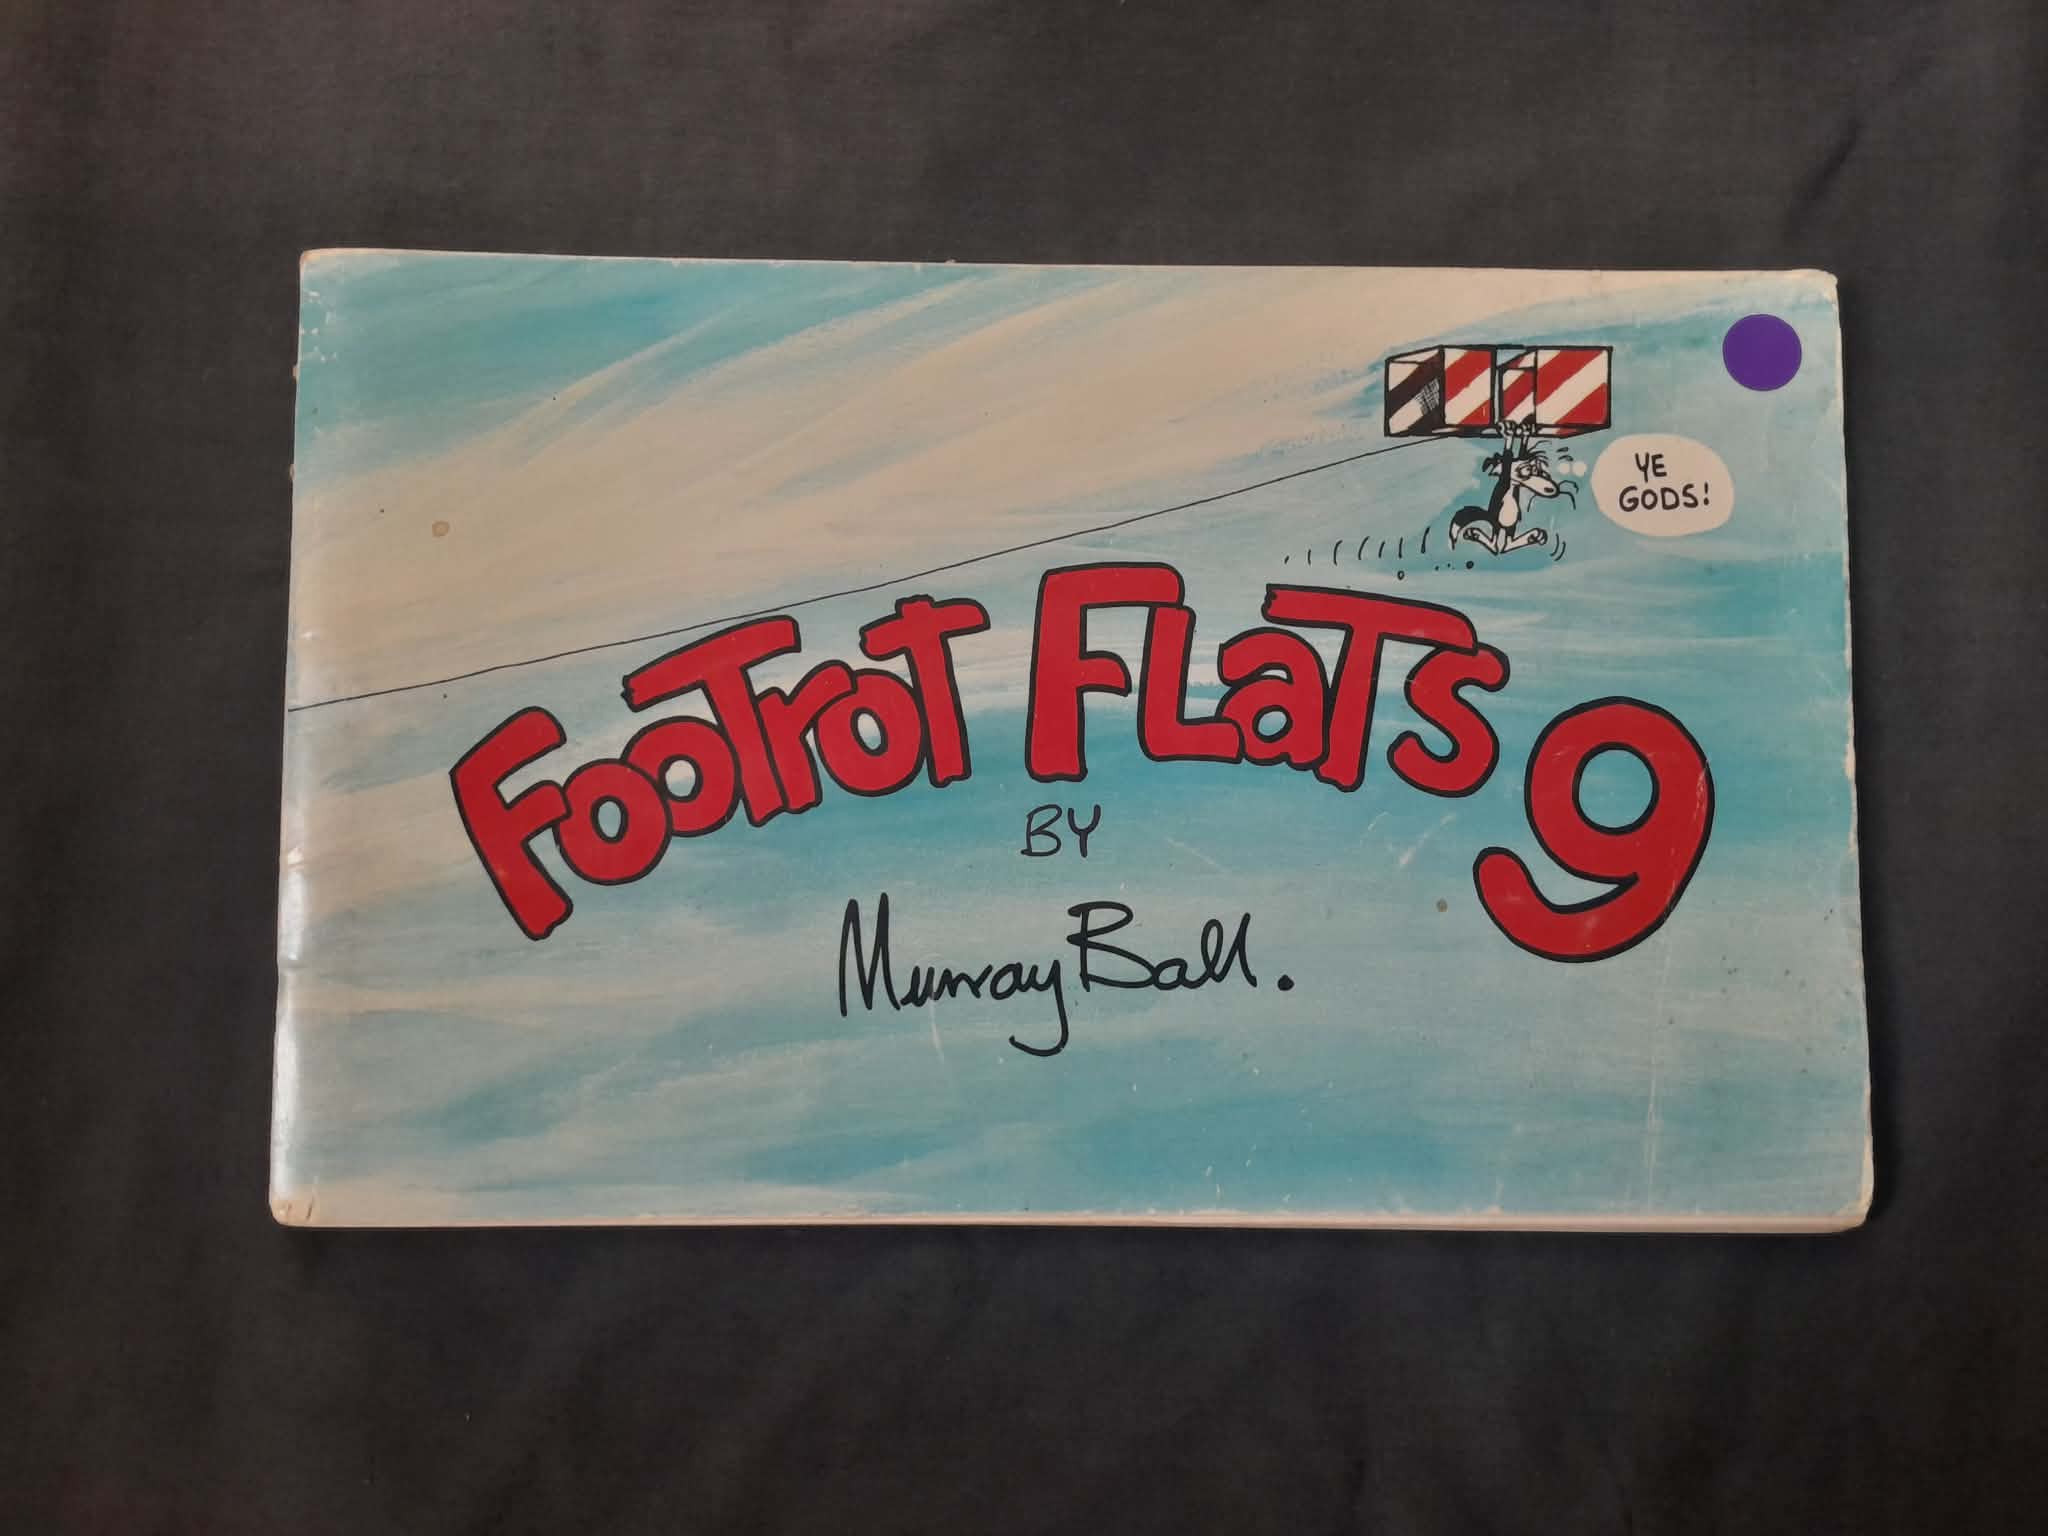 YE
GODS!
FOOTROT FLATS 9
BY
Murray Ball.